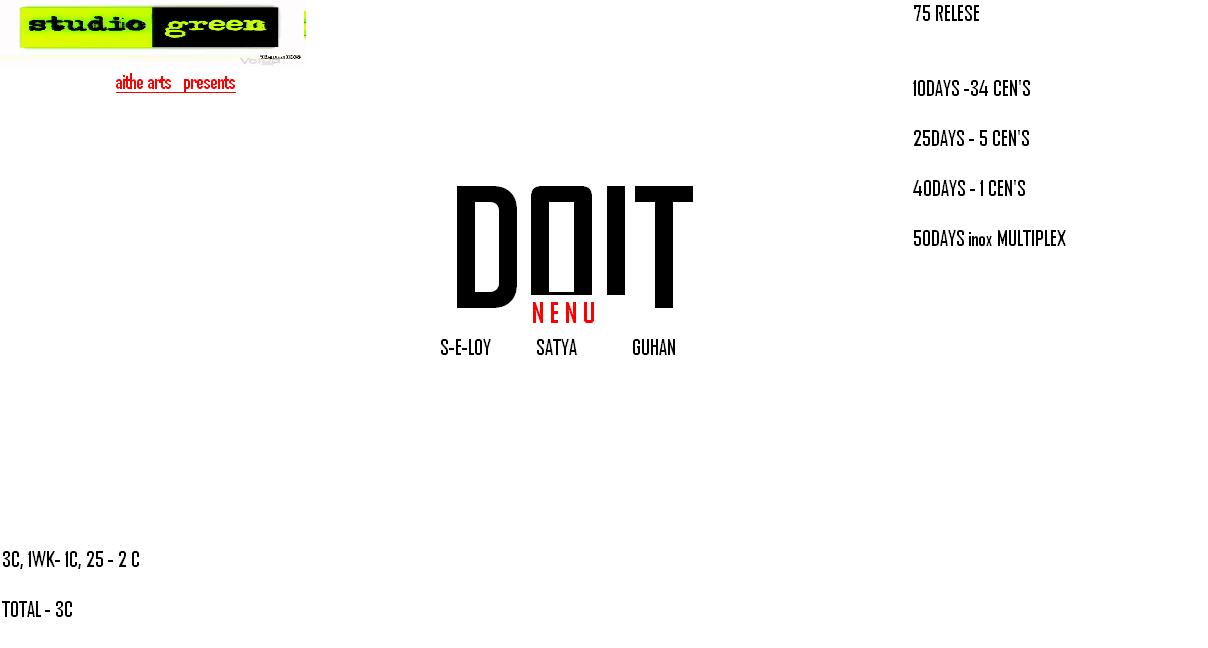 studio green
aithe arts presents
75 RELESE
10DAYS -34 CEN'S
25DAYS - 5 CEN'S
40DAYS - 1 CEN'S
50DAYS inox MULTIPLEX
DOIT
NENU
S-E-LOY SATYA GUHAN
3C, 1WK- 1C, 25 - 2 C
TOTAL - 3C